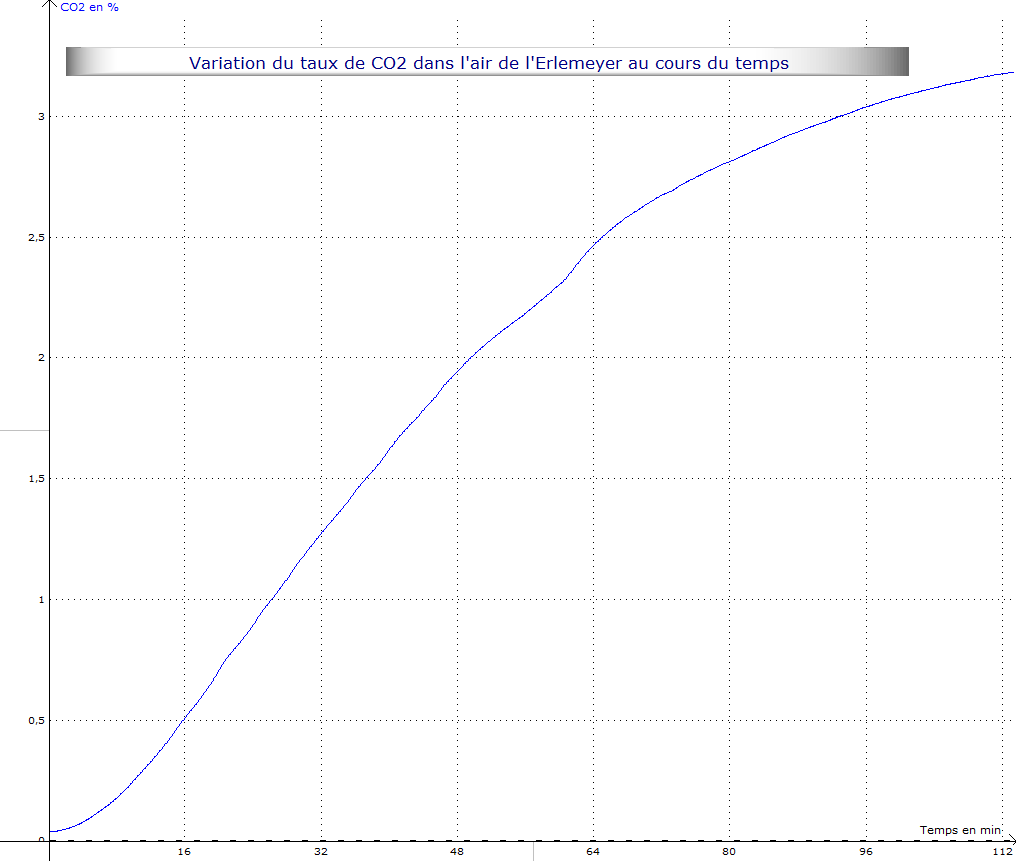 CO2 en %
Variation du taux de CO2 dans l'air de l'Erlemeyer au cours du temps
3
2,5
2
1,5
1
0,5
0
Temps en min
16 32 48 64 80 96 112